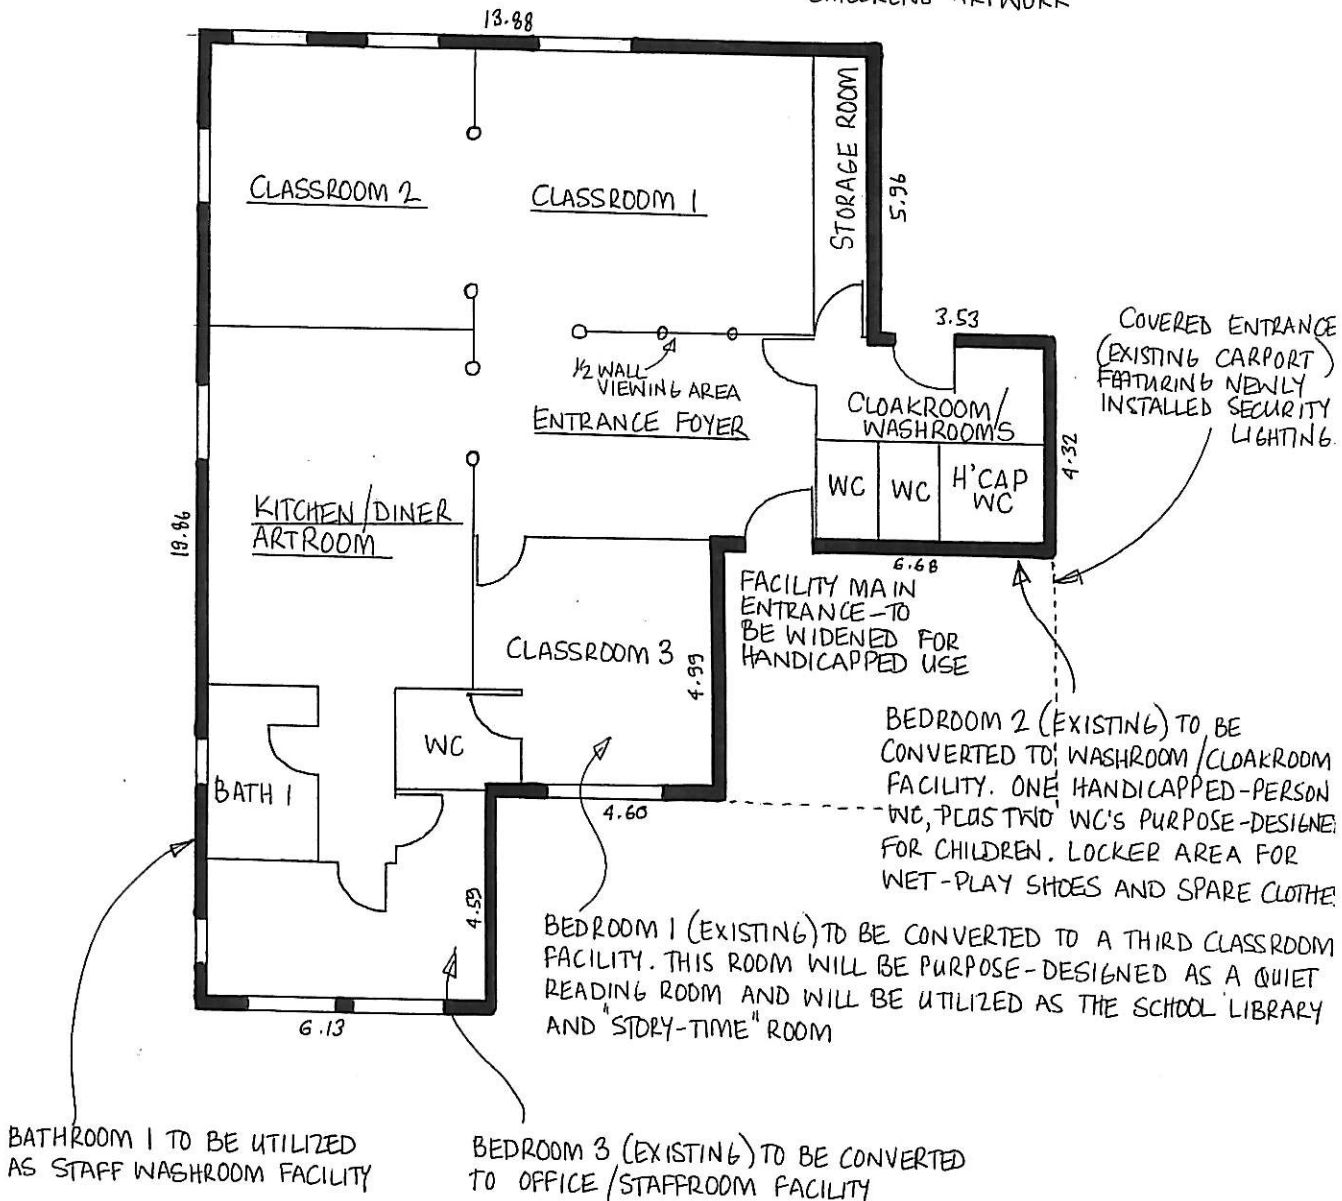 13.88
CLASSROOM 2
CLASSROOM 1
STORAGE ROOM
5.96
3.53
COVERED ENTRANCE
(EXISTING CARPORT)
FEATURING NEWLY
INSTALLED SECURITY
LIGHTING.
½ WALL
VIEWING AREA
ENTRANCE FOYER
CLOAKROOM/
WASHROOMS
4.32
WC
WC
H'CAP
WC
KITCHEN/DINER
ARTROOM
19.86
6.68
FACILITY MAIN
ENTRANCE-TO
BE WIDENED FOR
HANDICAPPED USE
CLASSROOM 3
4.99
WC
BATH 1
4.60
BEDROOM 2 (EXISTING) TO BE
CONVERTED TO WASHROOM/CLOAKROOM
FACILITY. ONE HANDICAPPED-PERSON
WC, PLUS TWO WC'S PURPOSE-DESIGNE
FOR CHILDREN. LOCKER AREA FOR
WET-PLAY SHOES AND SPARE CLOTHE
4.59
BEDROOM 1 (EXISTING) TO BE CONVERTED TO A THIRD CLASSROOM
FACILITY. THIS ROOM WILL BE PURPOSE-DESIGNED AS A QUIET
READING ROOM AND WILL BE UTILIZED AS THE SCHOOL LIBRARY
AND "STORY-TIME" ROOM
6.13
BATHROOM 1 TO BE UTILIZED
AS STAFF WASHROOM FACILITY
BEDROOM 3 (EXISTING) TO BE CONVERTED
TO OFFICE/STAFFROOM FACILITY